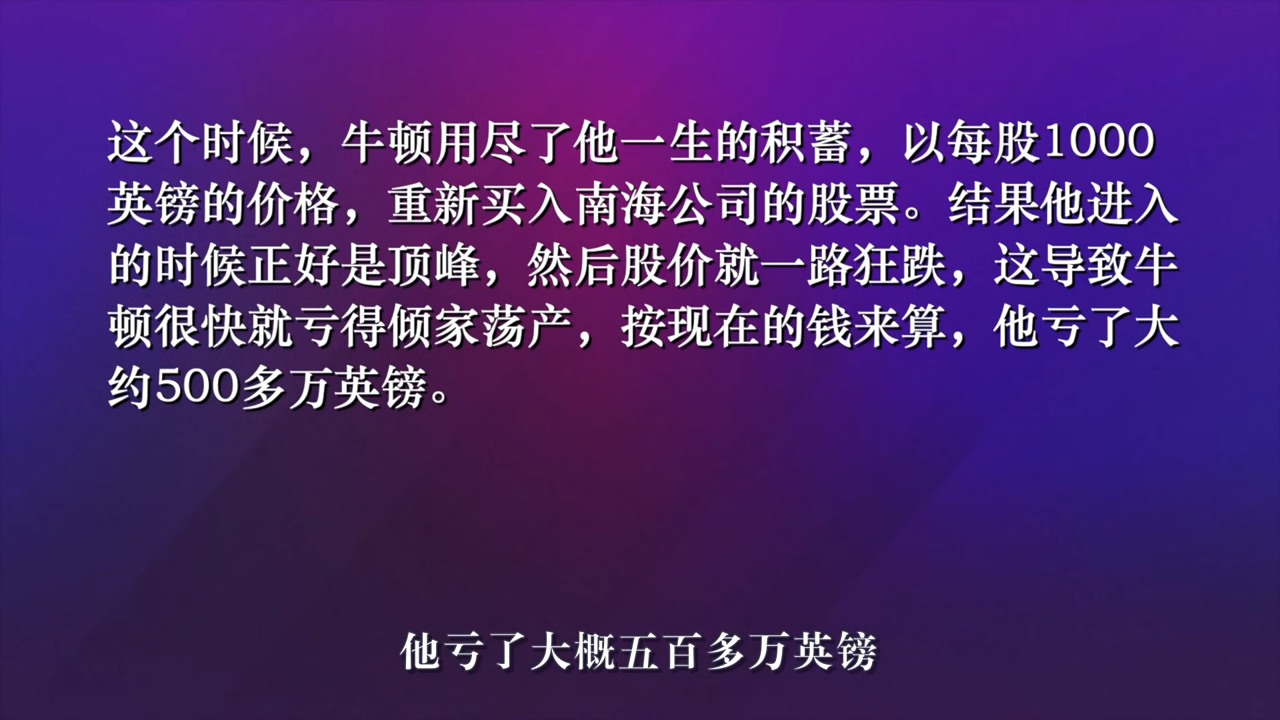 这个时候，牛顿用尽了他一生的积蓄，以每股1000
英镑的价格，重新买入南海公司的股票。结果他进入
的时候正好是顶峰，然后股价就一路狂跌，这导致牛
顿很快就亏得倾家荡产，按现在的钱来算，他亏了大
约500多万英镑。
他亏了大概五百多万英镑